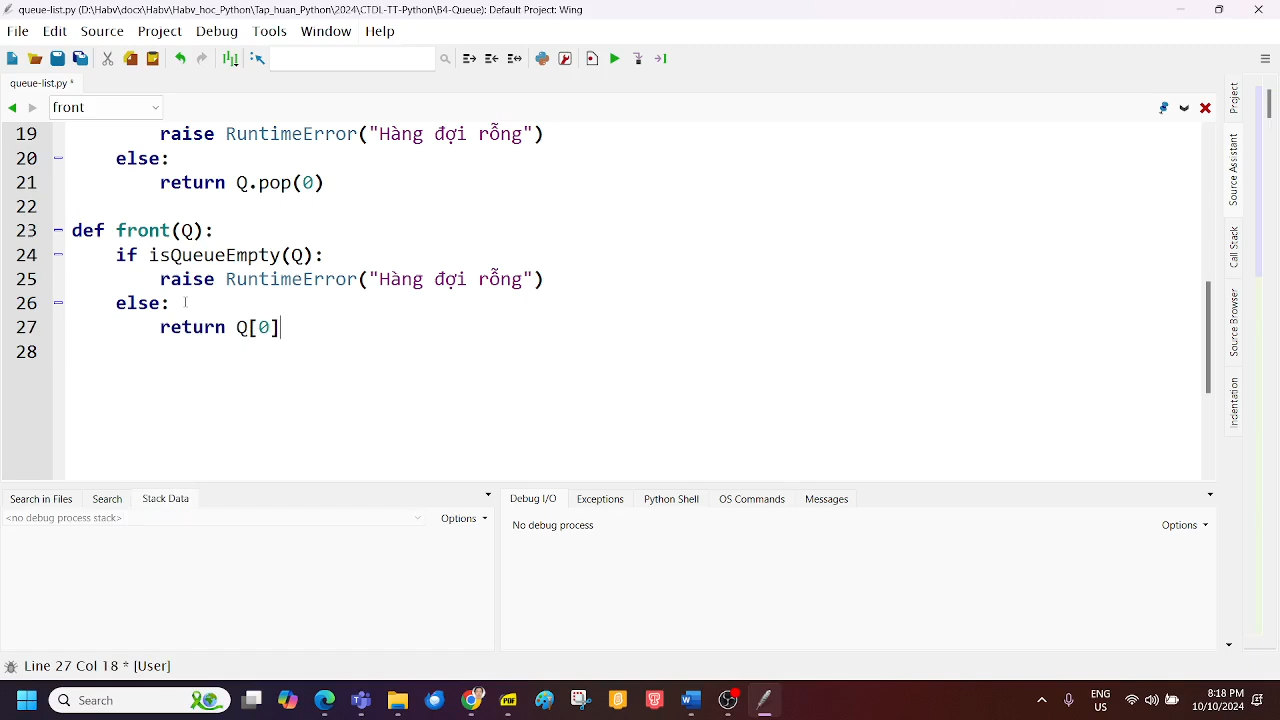 queue-list.py (D:\Habv\docx\Habv\Habv_hoc_Python\Tap_huan_Python\2024\CTDL-TT-Python\B4-Queue): Default Project: Wing
File Edit Source Project Debug Tools Window Help
queue-list.py *
front
Project
Source Assistant
Call Stack
Source Browser
Indentation
19 raise RuntimeError("Hàng đợi rỗng")
20 else:
21 return Q.pop(0)
22
23 def front(Q):
24 if isQueueEmpty(Q):
25 raise RuntimeError("Hàng đợi rỗng")
26 else:
27 return Q[0]
28
Search in Files Search Stack Data
<no debug process stack> Options
Debug I/O Exceptions Python Shell OS Commands Messages
No debug process Options
Line 27 Col 18 * [User]
Search
PDF
ENG
US
8:18 PM
10/10/2024